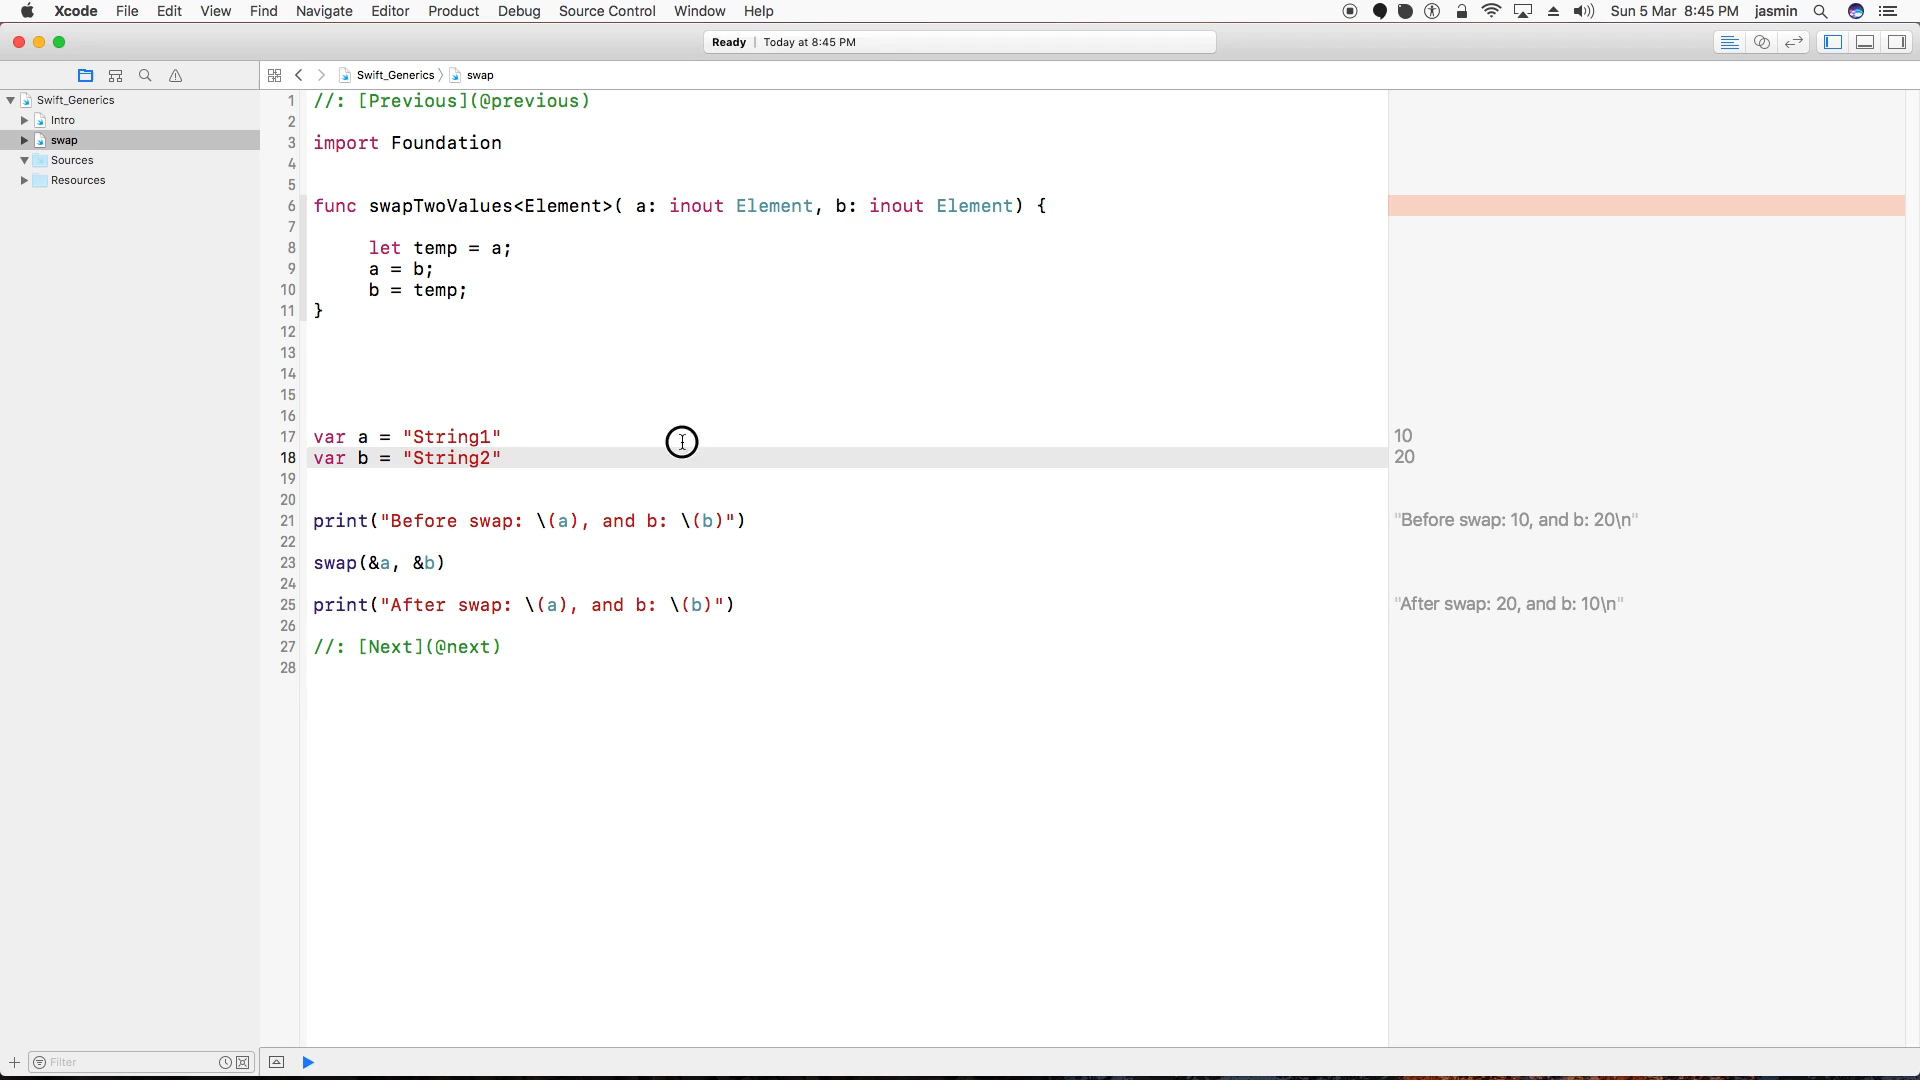 Xcode File Edit View Find Navigate Editor Product Debug Source Control Window Help Sun 5 Mar 8:45 PM jasmin
Ready Today at 8:45 PM
Swift_Generics swap
Swift_Generics
Intro
swap
Sources
Resources
1 //: [Previous](@previous)
2
3 import Foundation
4
5
6 func swapTwoValues<Element>( a: inout Element, b: inout Element) {
7
8 let temp = a;
9 a = b;
10 b = temp;
11 }
12
13
14
15
16
17 var a = "String1" 10
18 var b = "String2" 20
19
20
21 print("Before swap: \(a), and b: \(b)") "Before swap: 10, and b: 20\n"
22
23 swap(&a, &b)
24
25 print("After swap: \(a), and b: \(b)") "After swap: 20, and b: 10\n"
26
27 //: [Next](@next)
28
Filter